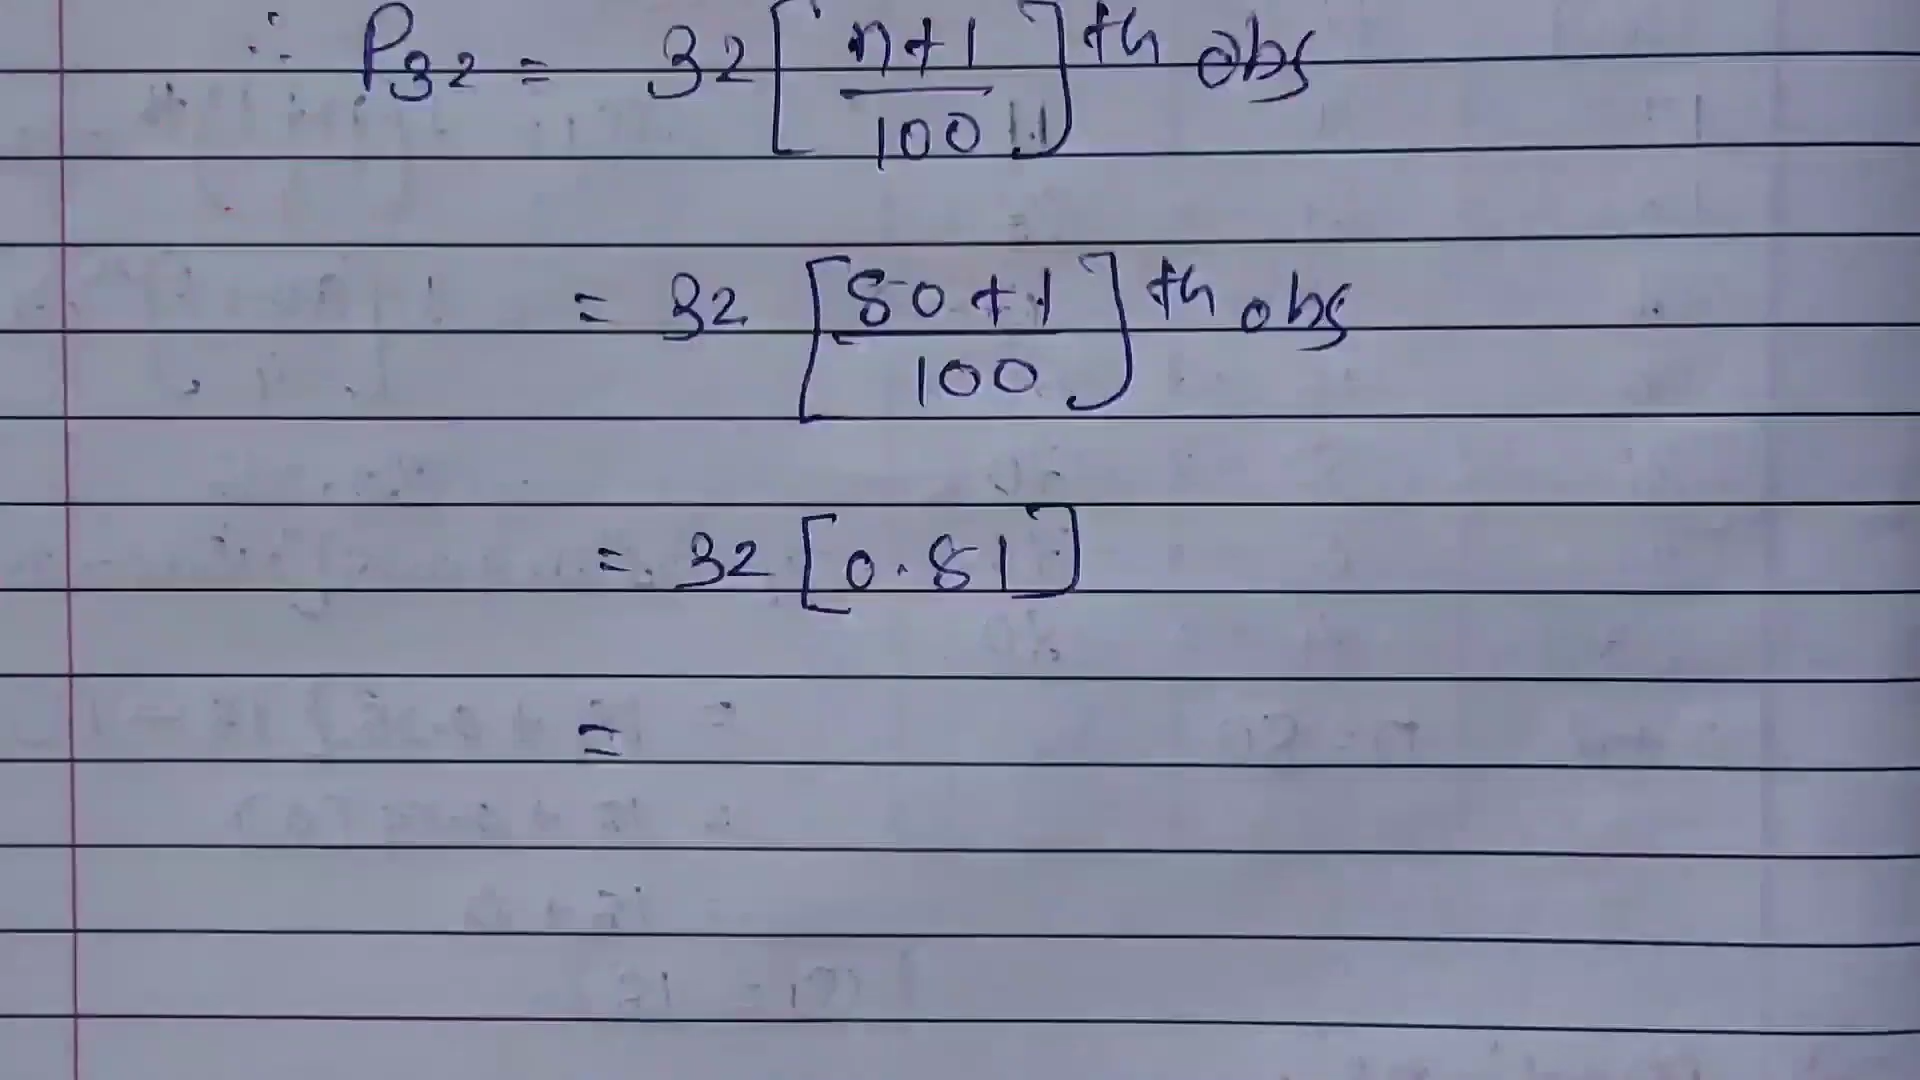 ∴ P32 = 32 [n+1/100]th obs
= 32 [80+1/100]th obs
= 32 [0.81]
=